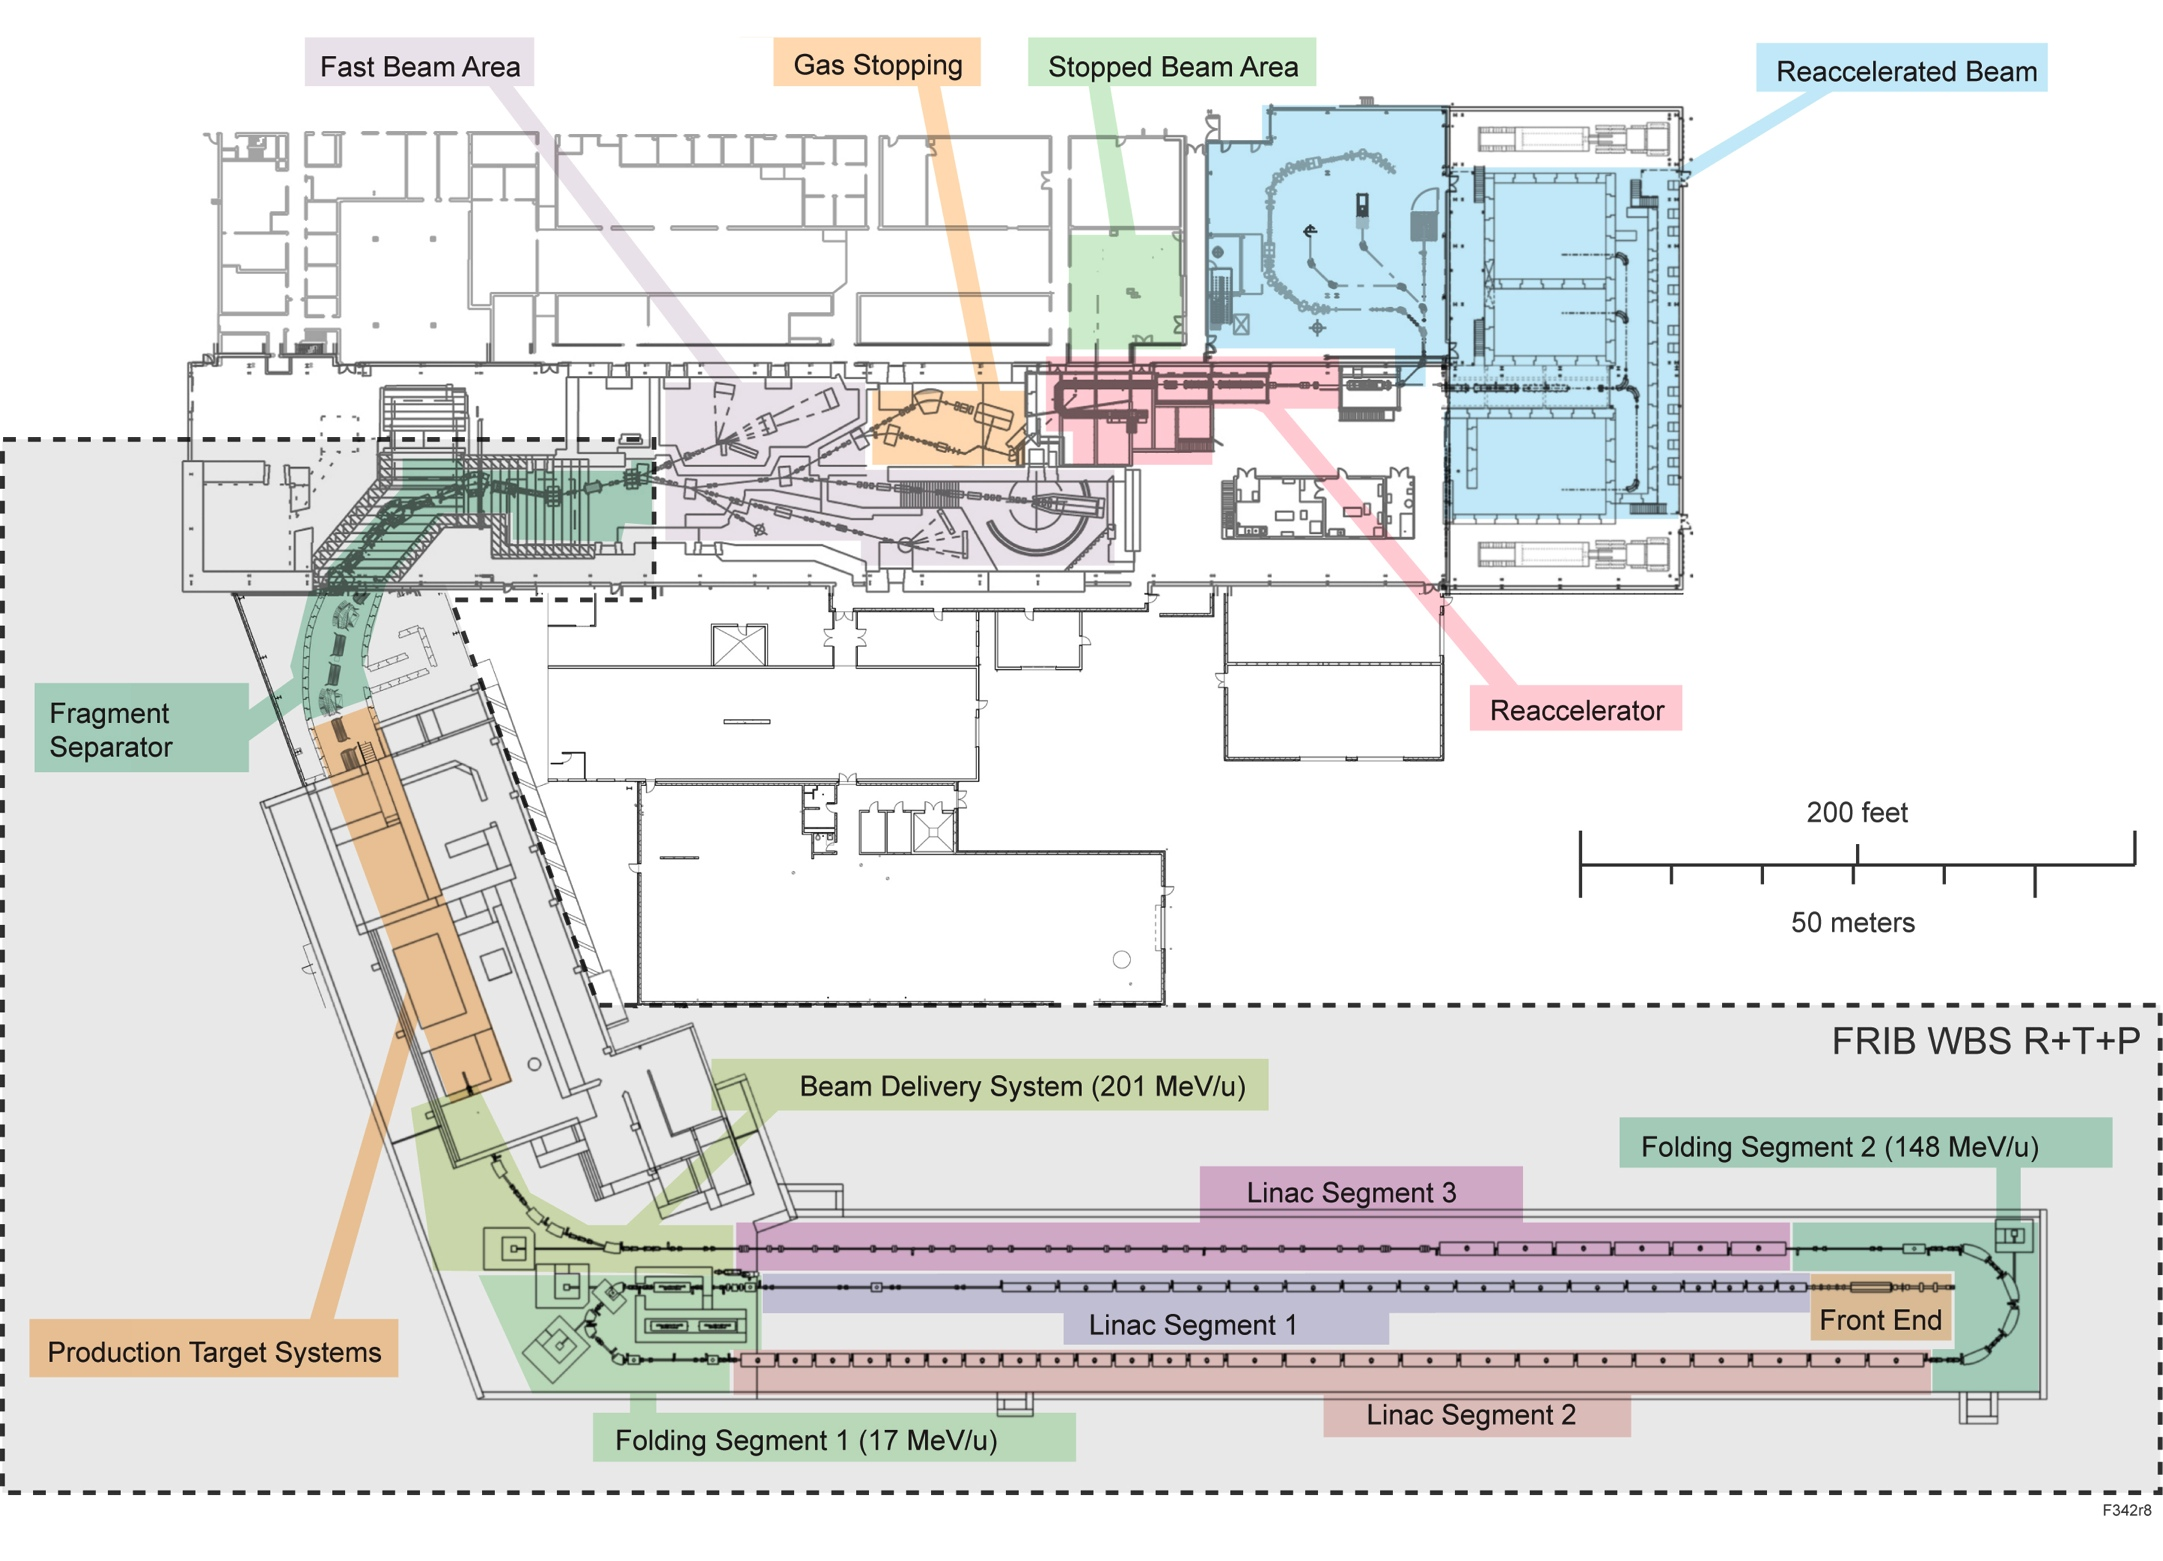 Fast Beam Area
Gas Stopping
Stopped Beam Area
Reaccelerated Beam
Fragment
Separator
Reaccelerator
200 feet
50 meters
FRIB WBS R+T+P
Beam Delivery System (201 MeV/u)
Folding Segment 2 (148 MeV/u)
Linac Segment 3
Linac Segment 1
Front End
Production Target Systems
Linac Segment 2
Folding Segment 1 (17 MeV/u)
F342r8